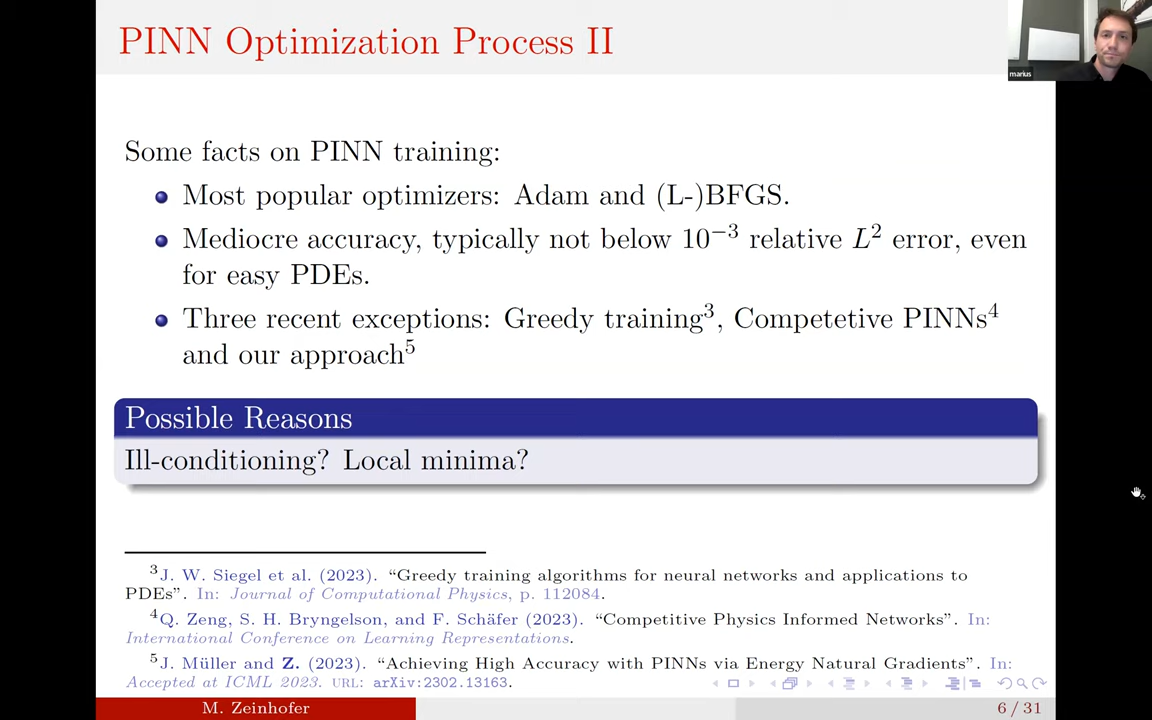 PINN Optimization Process II
marius
Some facts on PINN training:
Most popular optimizers: Adam and (L-)BFGS.
Mediocre accuracy, typically not below 10⁻³ relative L² error, even
for easy PDEs.
Three recent exceptions: Greedy training³, Competetive PINNs⁴
and our approach⁵
Possible Reasons
Ill-conditioning? Local minima?
³J. W. Siegel et al. (2023). “Greedy training algorithms for neural networks and applications to
PDEs”. In: Journal of Computational Physics, p. 112084.
⁴Q. Zeng, S. H. Bryngelson, and F. Schäfer (2023). “Competitive Physics Informed Networks”. In:
International Conference on Learning Representations.
⁵J. Müller and Z. (2023). “Achieving High Accuracy with PINNs via Energy Natural Gradients”. In:
Accepted at ICML 2023. URL: arXiv:2302.13163.
M. Zeinhofer
6 / 31